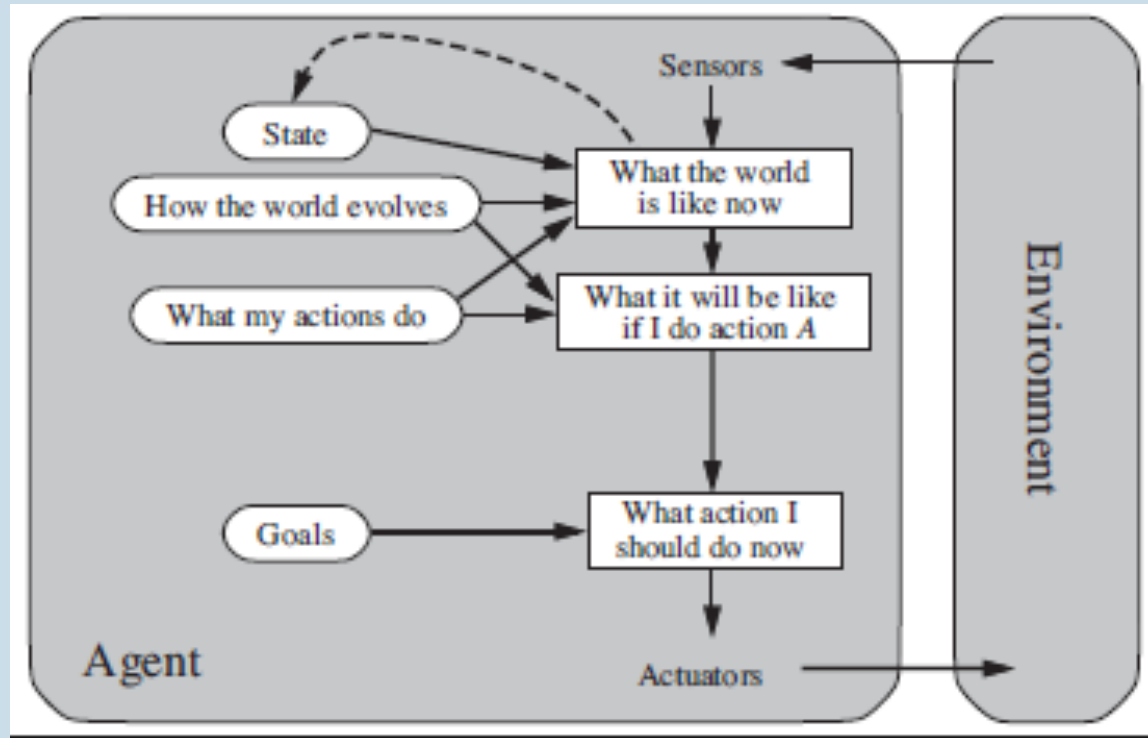 Sensors
State
What the world
is like now
How the world evolves
What it will be like
if I do action A
What my actions do
What action I
should do now
Goals
Agent
Actuators
Environment